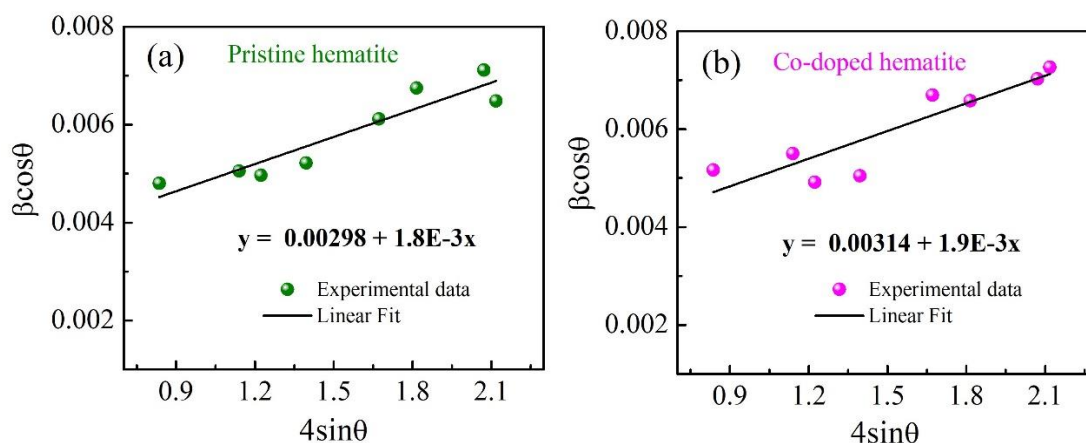 (a)
Pristine hematite
0.008
0.006
0.004
0.002
βcosθ
y = 0.00298 + 1.8E-3x
Experimental data
Linear Fit
0.9 1.2 1.5 1.8 2.1
4sinθ
(b)
Co-doped hematite
0.008
0.006
0.004
0.002
βcosθ
y = 0.00314 + 1.9E-3x
Experimental data
Linear Fit
0.9 1.2 1.5 1.8 2.1
4sinθ